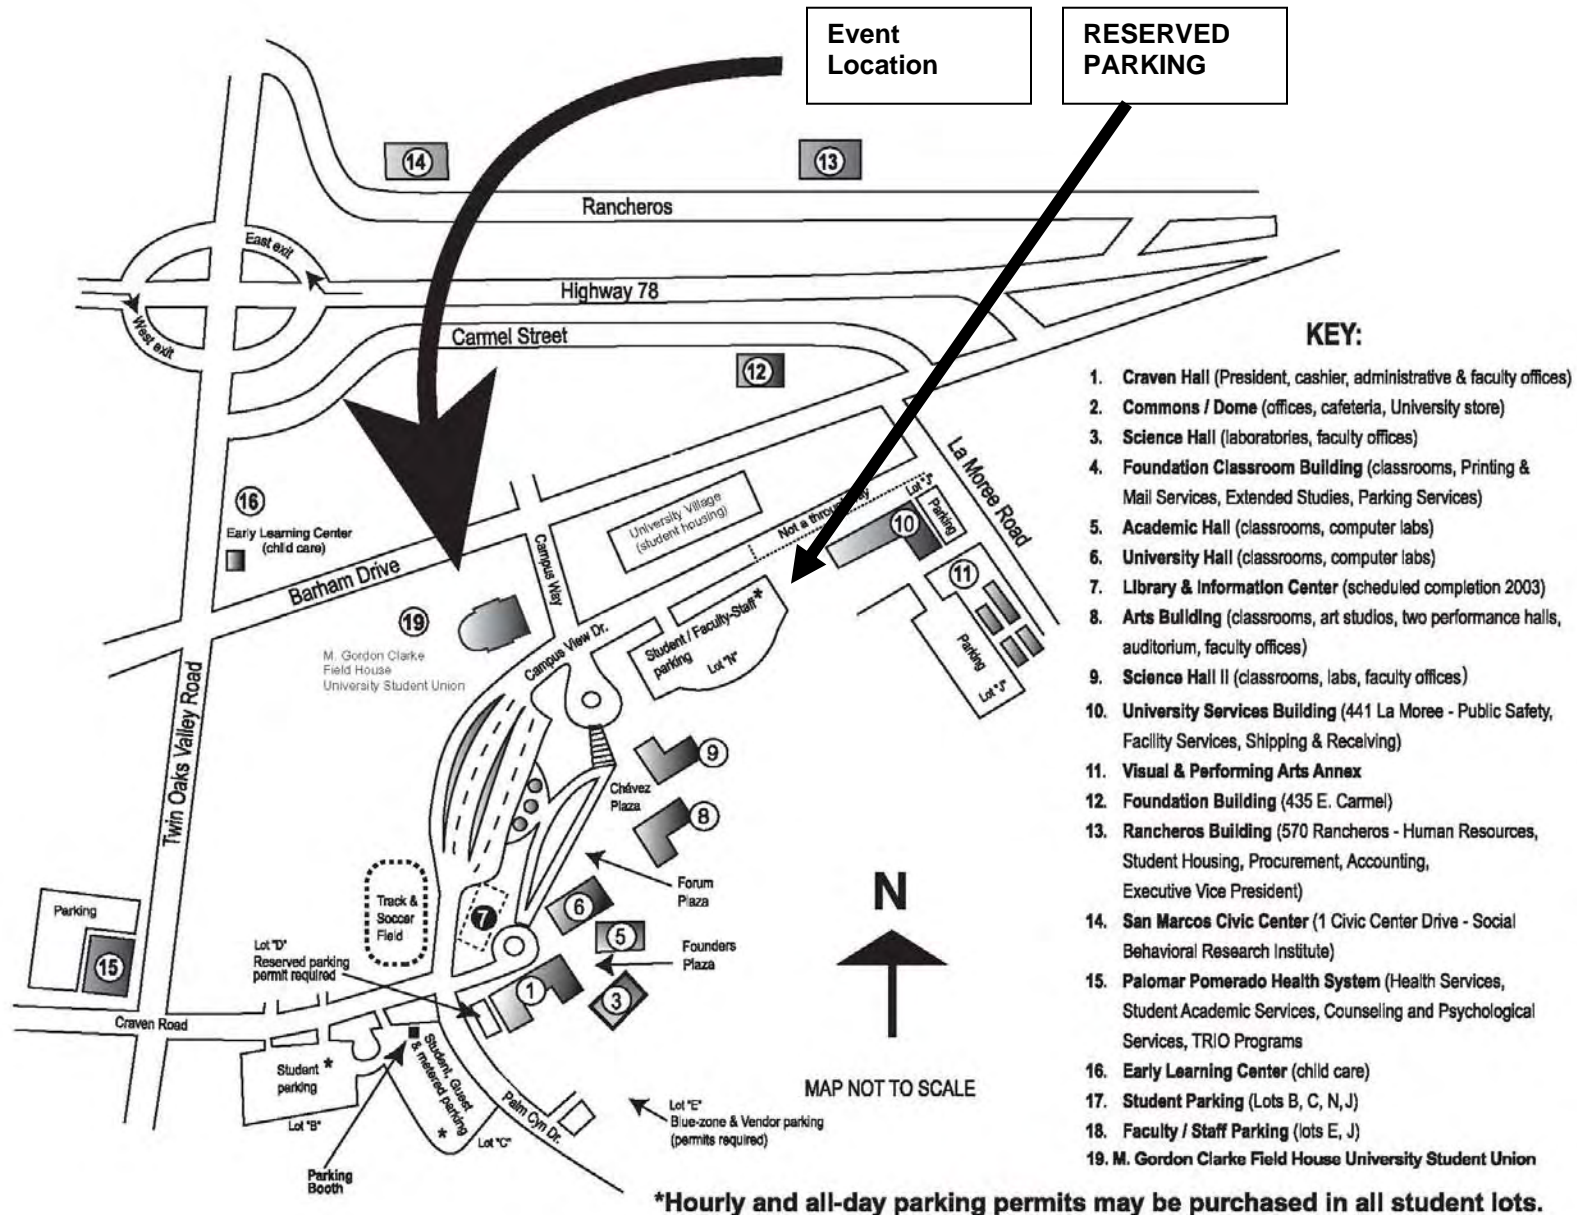 Event
Location
RESERVED
PARKING
14
13
Rancheros
East exit
Highway 78
West exit
Carmel Street
12
16
Early Learning Center
(child care)
Barham Drive
Campus Way
University Village
(student housing)
Not a throughway
Lot "J"
Parking
La Moree Road
10
11
Parking
Lot "J"
19
M. Gordon Clarke
Field House
University Student Union
Campus View Dr.
Student / Faculty-Staff*
parking
Lot "N"
Twin Oaks Valley Road
9
Chávez
Plaza
8
Forum
Plaza
Track &
Soccer
Field
7
6
5
Founders
Plaza
Parking
15
Lot "D"
Reserved parking
permit required
1
3
Craven Road
Student *
parking
Lot "B"
Student, Guest
& metered parking
*
Lot "C"
Palm Cyn Dr.
Parking
Booth
Lot "E"
Blue-zone & Vendor parking
(permits required)
N
MAP NOT TO SCALE
KEY:
1. Craven Hall (President, cashier, administrative & faculty offices)
2. Commons / Dome (offices, cafeteria, University store)
3. Science Hall (laboratories, faculty offices)
4. Foundation Classroom Building (classrooms, Printing &
Mail Services, Extended Studies, Parking Services)
5. Academic Hall (classrooms, computer labs)
6. University Hall (classrooms, computer labs)
7. Library & Information Center (scheduled completion 2003)
8. Arts Building (classrooms, art studios, two performance halls,
auditorium, faculty offices)
9. Science Hall II (classrooms, labs, faculty offices)
10. University Services Building (441 La Moree - Public Safety,
Facility Services, Shipping & Receiving)
11. Visual & Performing Arts Annex
12. Foundation Building (435 E. Carmel)
13. Rancheros Building (570 Rancheros - Human Resources,
Student Housing, Procurement, Accounting,
Executive Vice President)
14. San Marcos Civic Center (1 Civic Center Drive - Social
Behavioral Research Institute)
15. Palomar Pomerado Health System (Health Services,
Student Academic Services, Counseling and Psychological
Services, TRIO Programs
16. Early Learning Center (child care)
17. Student Parking (Lots B, C, N, J)
18. Faculty / Staff Parking (lots E, J)
19. M. Gordon Clarke Field House University Student Union
*Hourly and all-day parking permits may be purchased in all student lots.